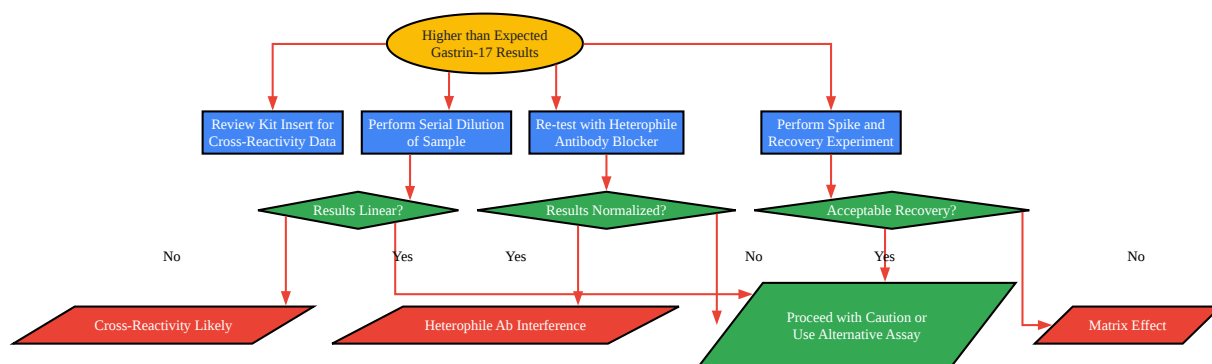 Higher than Expected
Gastrin-17 Results
Review Kit Insert for
Cross-Reactivity Data
Perform Serial Dilution
of Sample
Re-test with Heterophile
Antibody Blocker
Perform Spike and
Recovery Experiment
Results Linear?
Results Normalized?
Acceptable Recovery?
No
Yes
Yes
No
Yes
No
Cross-Reactivity Likely
Heterophile Ab Interference
Proceed with Caution or
Use Alternative Assay
Matrix Effect